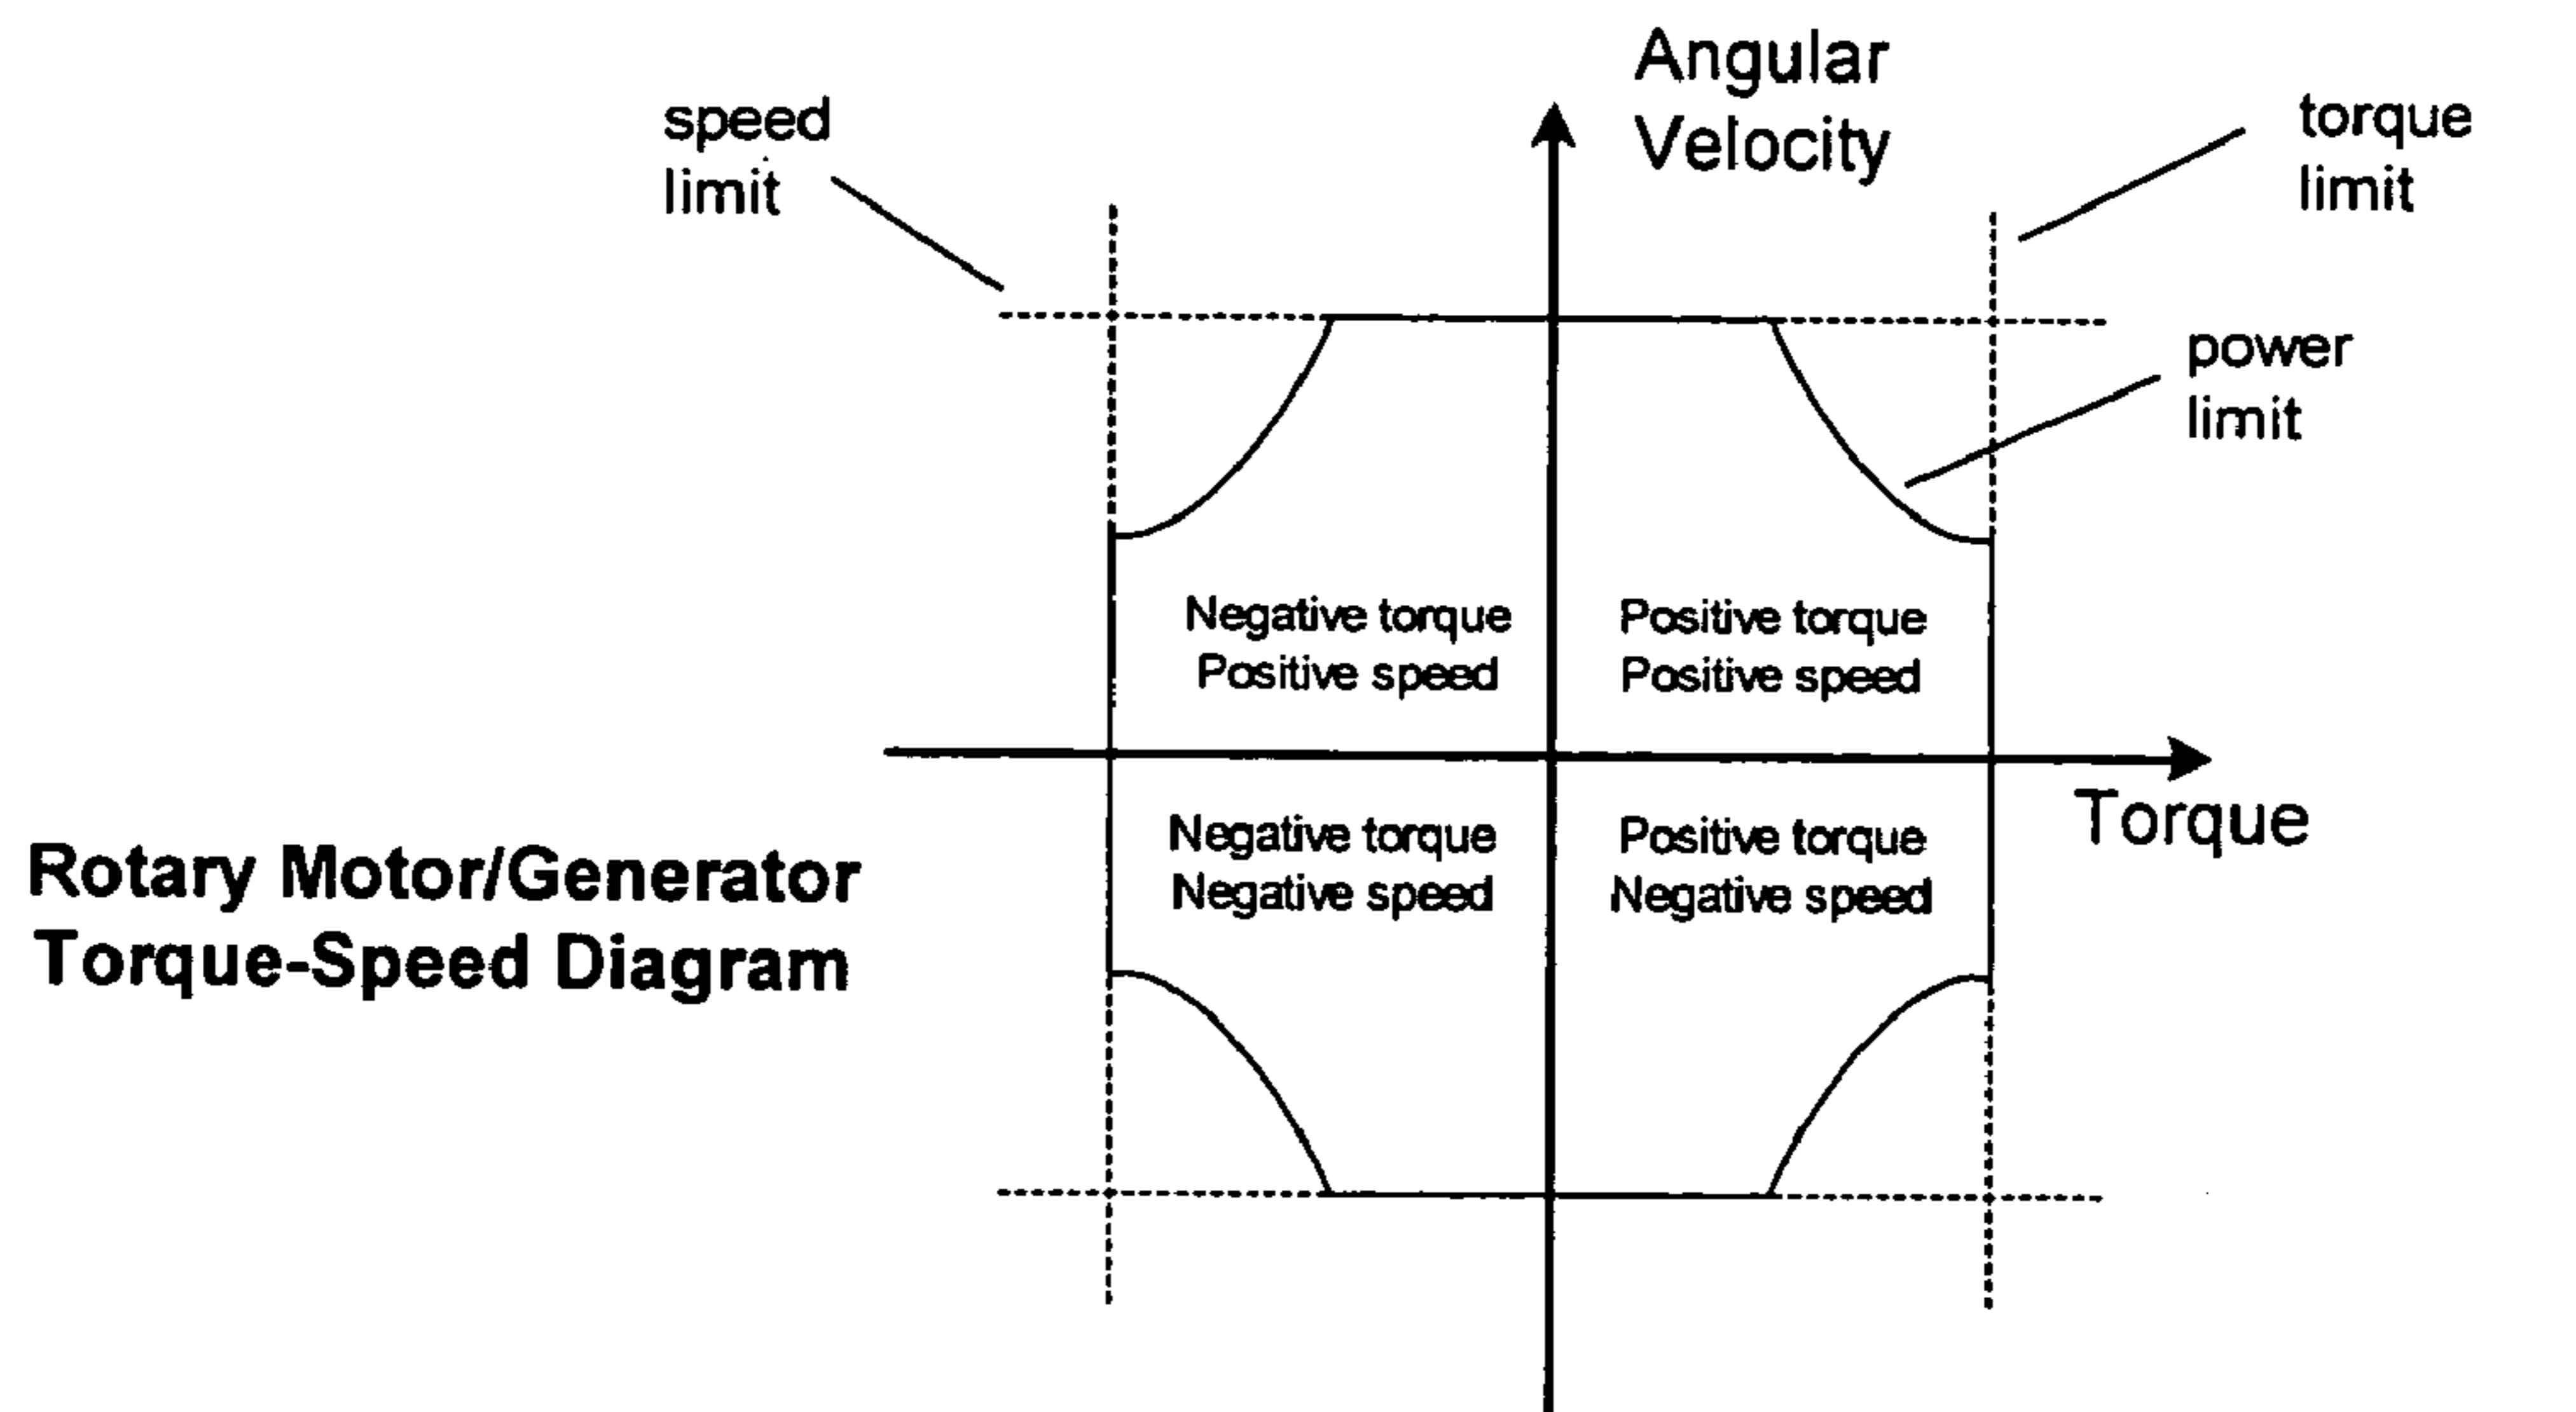 Angular
Velocity
speed
limit
torque
limit
power
limit
Negative torque
Positive speed
Positive torque
Positive speed
Torque
Negative torque
Negative speed
Positive torque
Negative speed
Rotary Motor/Generator
Torque-Speed Diagram